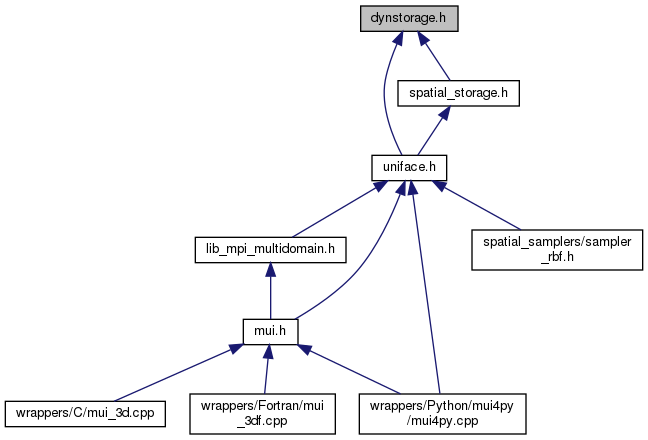 dynstorage.h
spatial_storage.h
uniface.h
lib_mpi_multidomain.h
spatial_samplers/sampler
_rbf.h
mui.h
wrappers/C/mui_3d.cpp
wrappers/Fortran/mui
_3df.cpp
wrappers/Python/mui4py
/mui4py.cpp